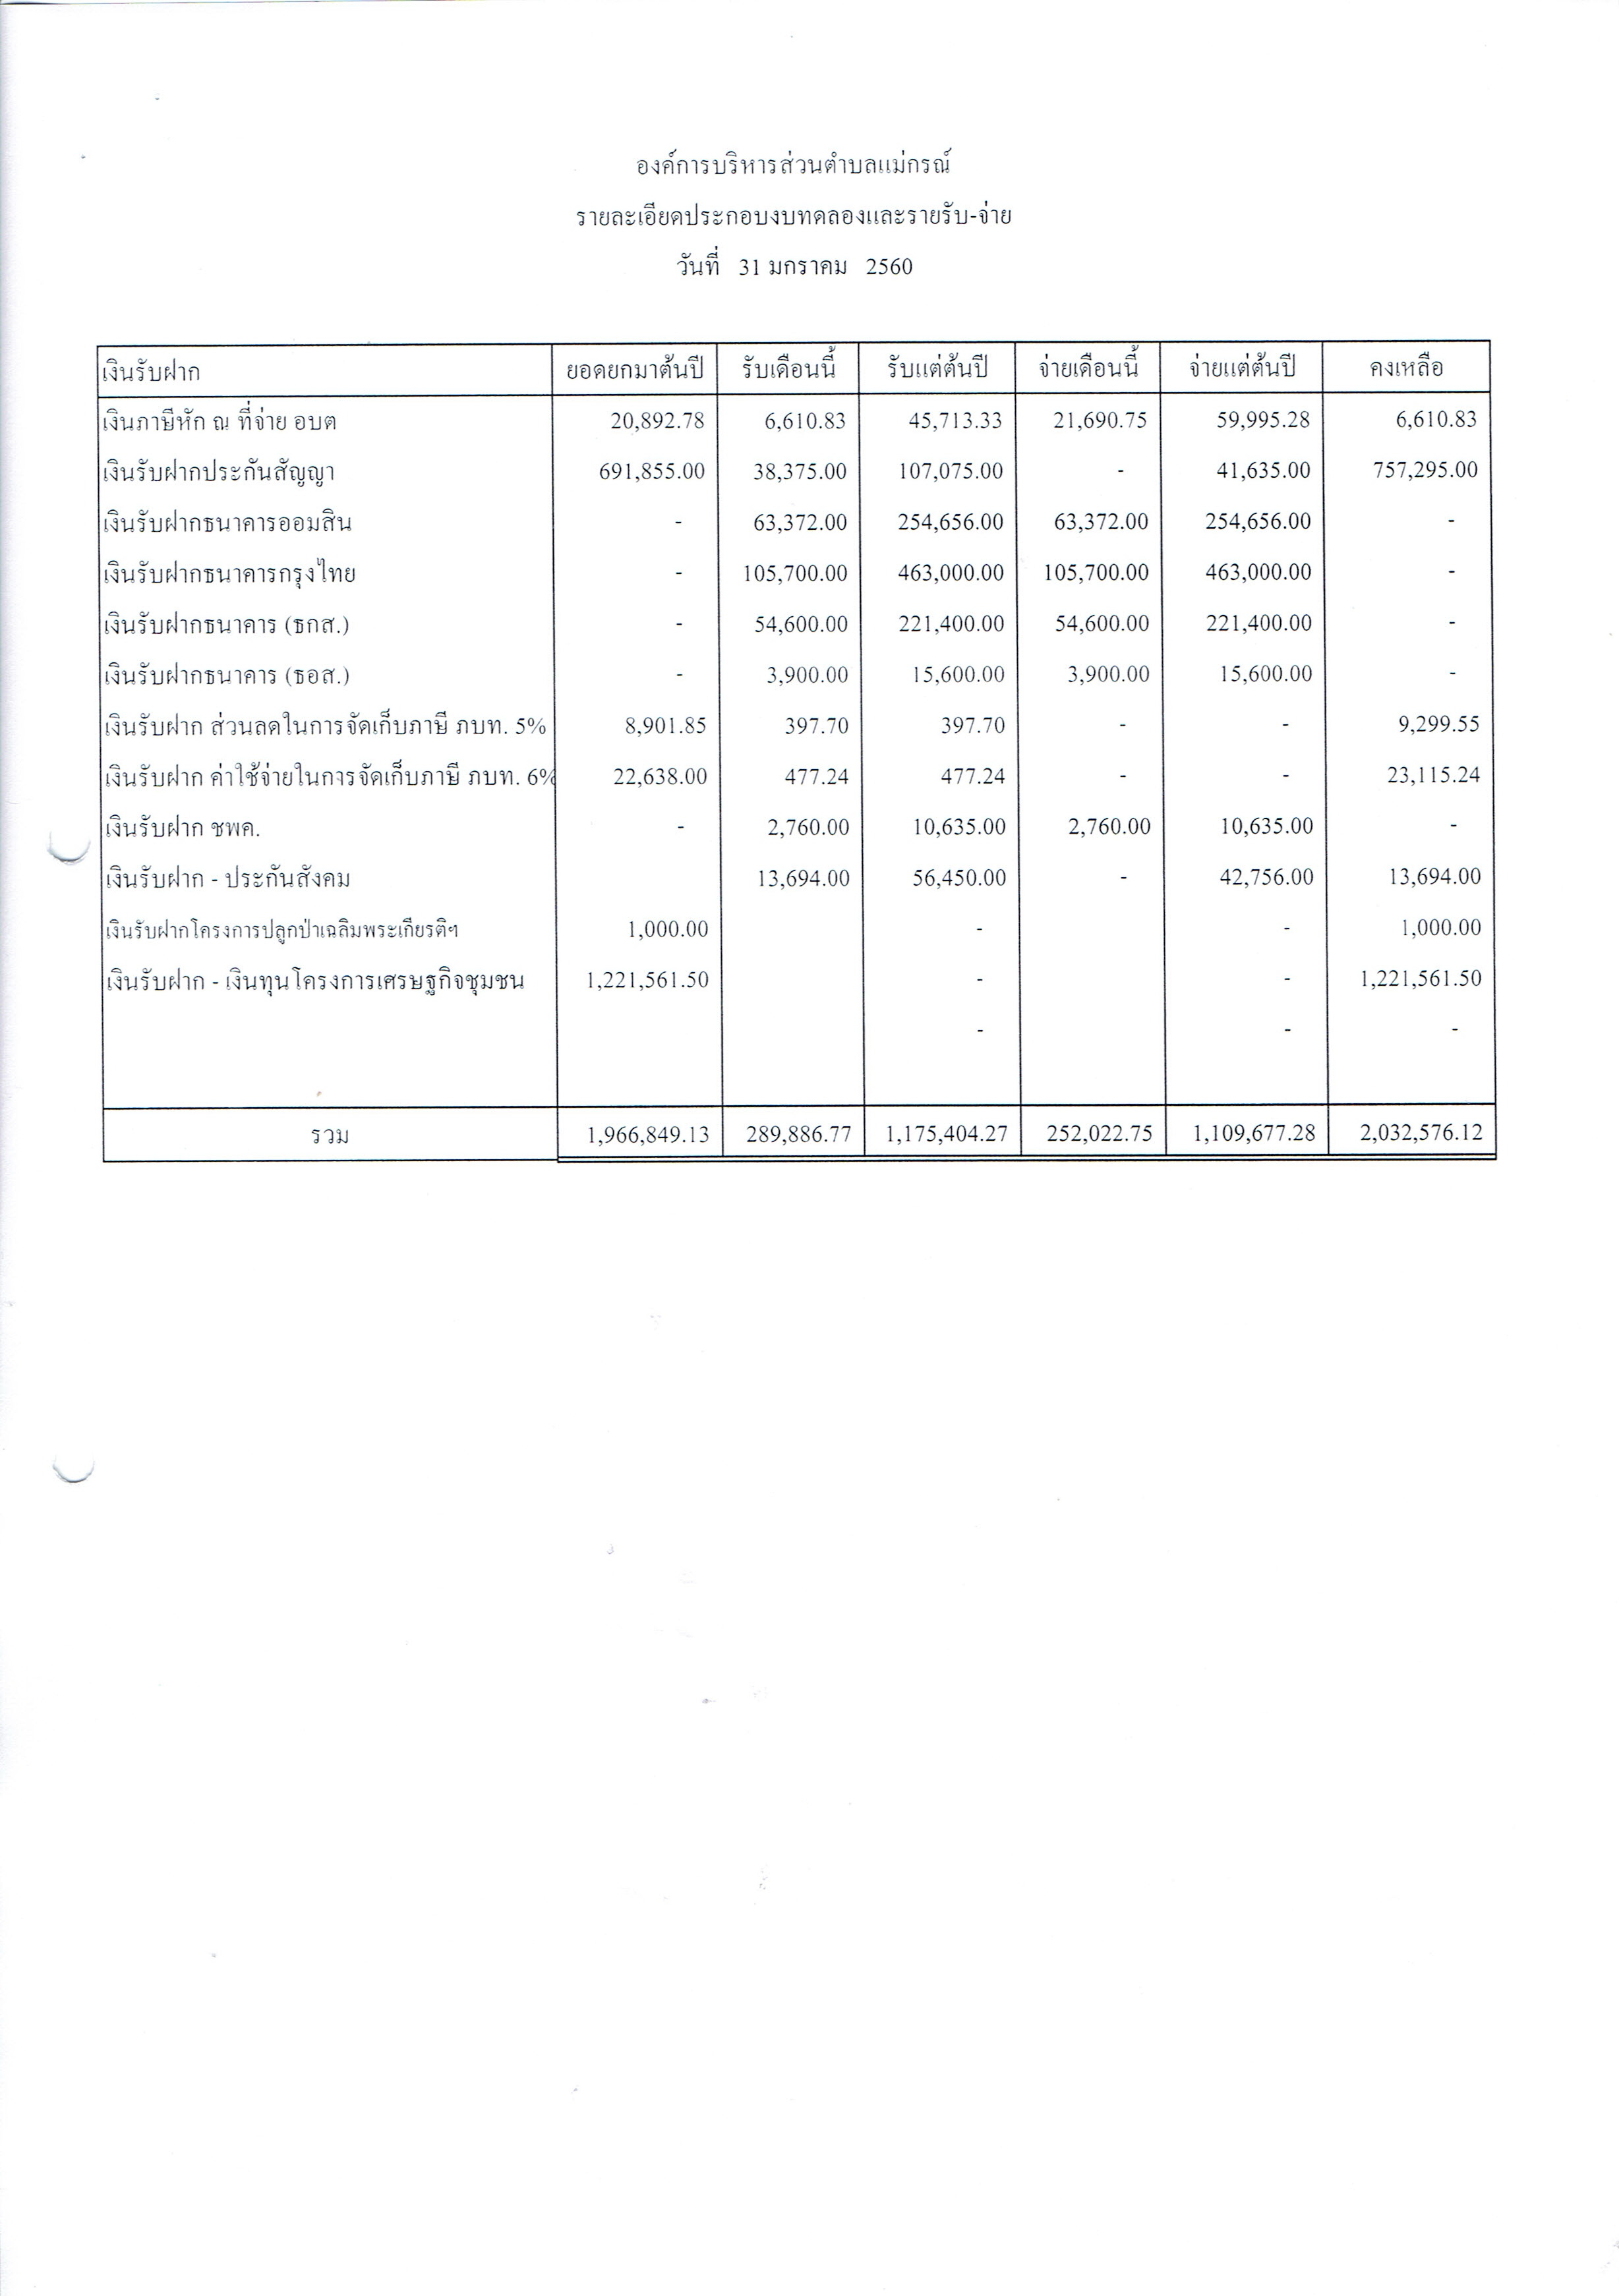 องค์การบริหารส่วนตำบลแม่กรณ์
รายละเอียดประกอบงบทดลองและรายรับ-จ่าย
วันที่ 31 มกราคม 2560
เงินรับฝาก ยอดยกมาต้นปี รับเดือนนี้ รับแต่ต้นปี จ่ายเดือนนี้ จ่ายแต่ต้นปี คงเหลือ
เงินภาษีหัก ณ ที่จ่าย อบต 20,892.78 6,610.83 45,713.33 21,690.75 59,995.28 6,610.83
เงินรับฝากประกันสัญญา 691,855.00 38,375.00 107,075.00 - 41,635.00 757,295.00
เงินรับฝากธนาคารออมสิน - 63,372.00 254,656.00 63,372.00 254,656.00 -
เงินรับฝากธนาคารกรุงไทย - 105,700.00 463,000.00 105,700.00 463,000.00 -
เงินรับฝากธนาคาร (ธกส.) - 54,600.00 221,400.00 54,600.00 221,400.00 -
เงินรับฝากธนาคาร (ธอส.) - 3,900.00 15,600.00 3,900.00 15,600.00 -
เงินรับฝาก ส่วนลดในการจัดเก็บภาษี ภบท. 5% 8,901.85 397.70 397.70 - - 9,299.55
เงินรับฝาก ค่าใช้จ่ายในการจัดเก็บภาษี ภบท. 6% 22,638.00 477.24 477.24 - - 23,115.24
เงินรับฝาก ชพค. - 2,760.00 10,635.00 2,760.00 10,635.00 -
เงินรับฝาก - ประกันสังคม 13,694.00 56,450.00 - 42,756.00 13,694.00
เงินรับฝากโครงการปลูกป่าเฉลิมพระเกียรติฯ 1,000.00 - - 1,000.00
เงินรับฝาก - เงินทุนโครงการเศรษฐกิจชุมชน 1,221,561.50 - - 1,221,561.50
- - -
รวม 1,966,849.13 289,886.77 1,175,404.27 252,022.75 1,109,677.28 2,032,576.12